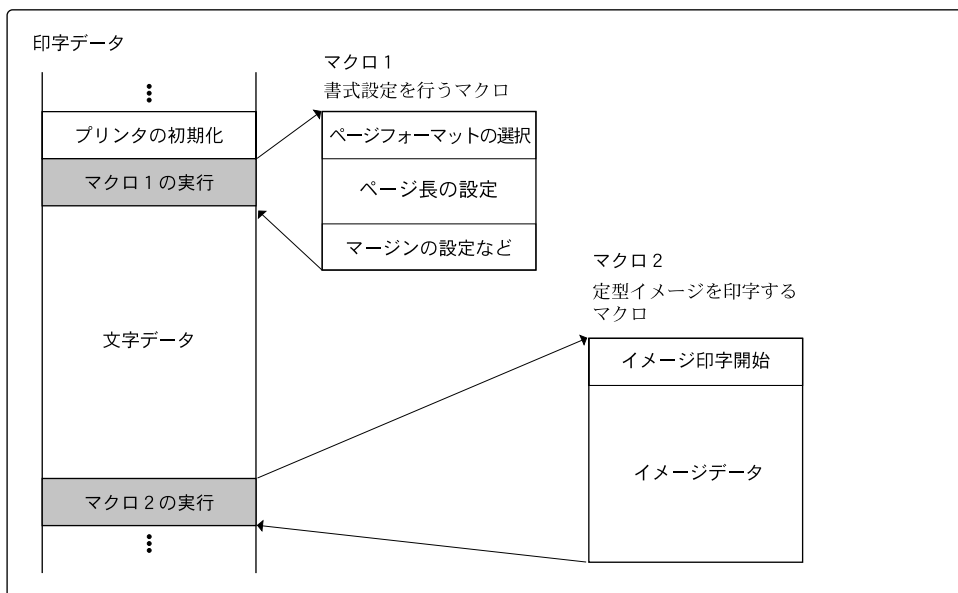 印字データ
プリンタの初期化
マクロ1の実行
文字データ
マクロ2の実行
マクロ1
書式設定を行うマクロ
ページフォーマットの選択
ページ長の設定
マージンの設定など
マクロ2
定型イメージを印字する
マクロ
イメージ印字開始
イメージデータ